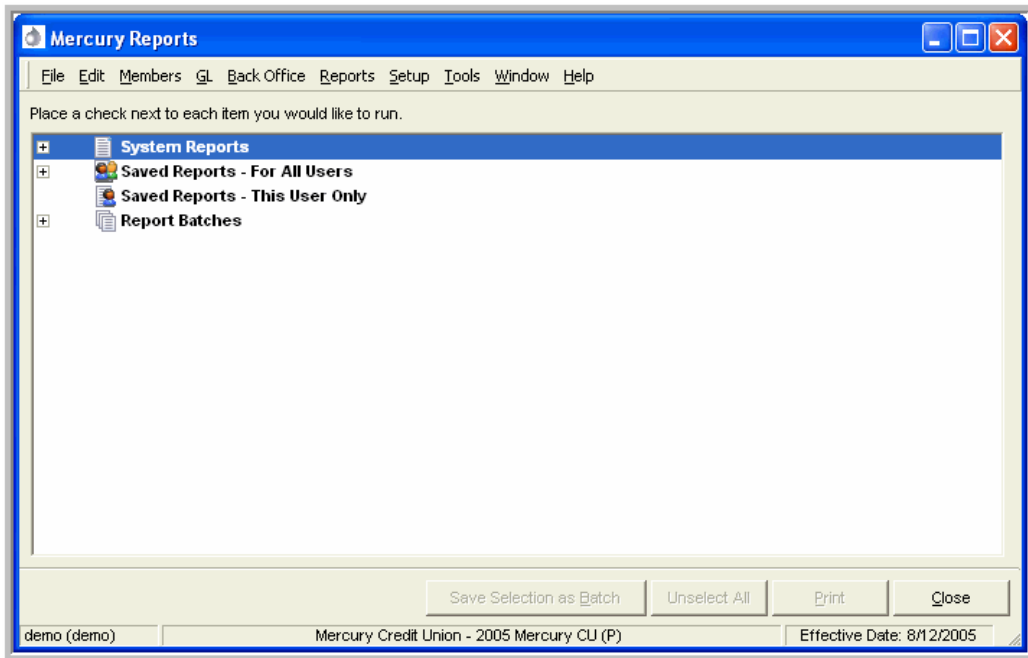 Mercury Reports
File Edit Members GL Back Office Reports Setup Tools Window Help
Place a check next to each item you would like to run.
System Reports
Saved Reports - For All Users
Saved Reports - This User Only
Report Batches
Save Selection as Batch Unselect All Print Close
demo (demo) Mercury Credit Union - 2005 Mercury CU (P) Effective Date: 8/12/2005